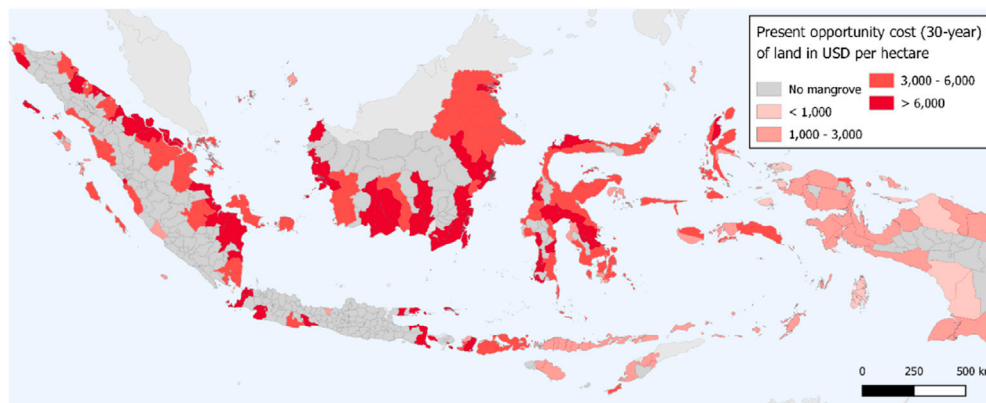 Present opportunity cost (30-year)
of land in USD per hectare
No mangrove
< 1,000
1,000 - 3,000
3,000 - 6,000
> 6,000
0 250 500 km